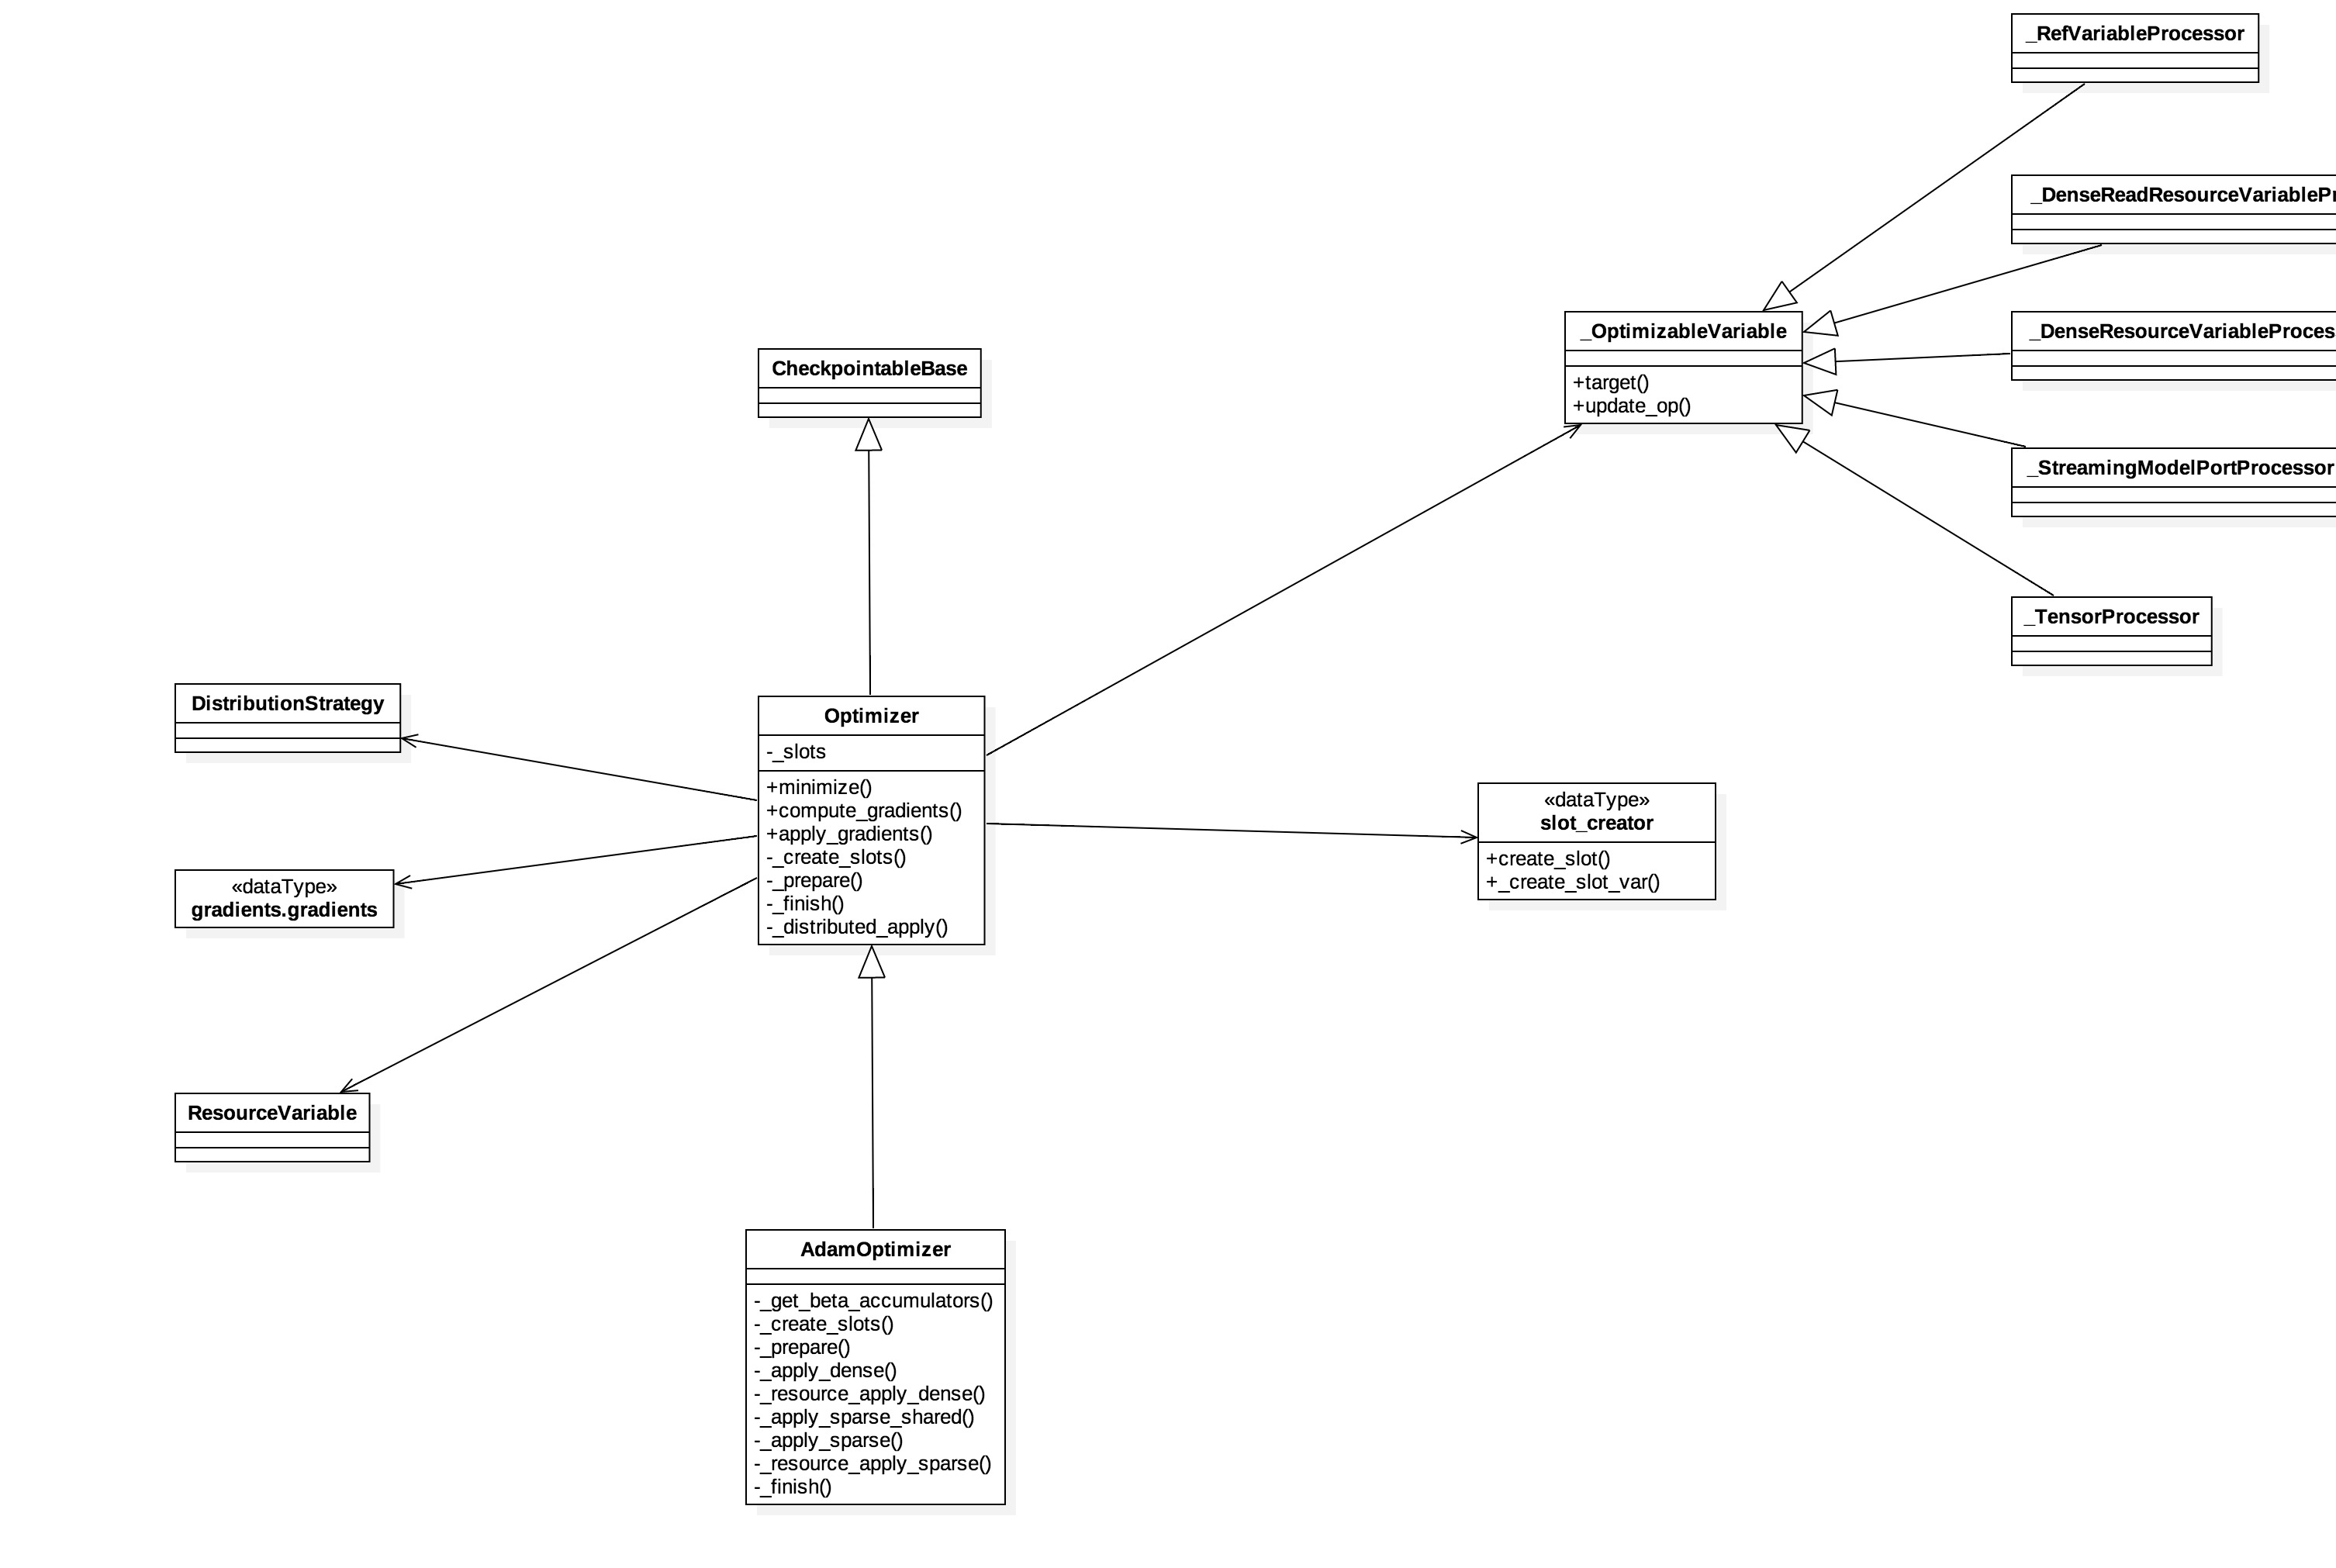 _RefVariableProcessor
_DenseReadResourceVariablePr
_OptimizableVariable
+target()
+update_op()
_DenseResourceVariableProces
_StreamingModelPortProcessor
_TensorProcessor
CheckpointableBase
DistributionStrategy
Optimizer
-_slots
+minimize()
+compute_gradients()
+apply_gradients()
-_create_slots()
-_prepare()
-_finish()
-_distributed_apply()
«dataType»
slot_creator
+create_slot()
+_create_slot_var()
«dataType»
gradients.gradients
ResourceVariable
AdamOptimizer
-_get_beta_accumulators()
-_create_slots()
-_prepare()
-_apply_dense()
-_resource_apply_dense()
-_apply_sparse_shared()
-_apply_sparse()
-_resource_apply_sparse()
-_finish()